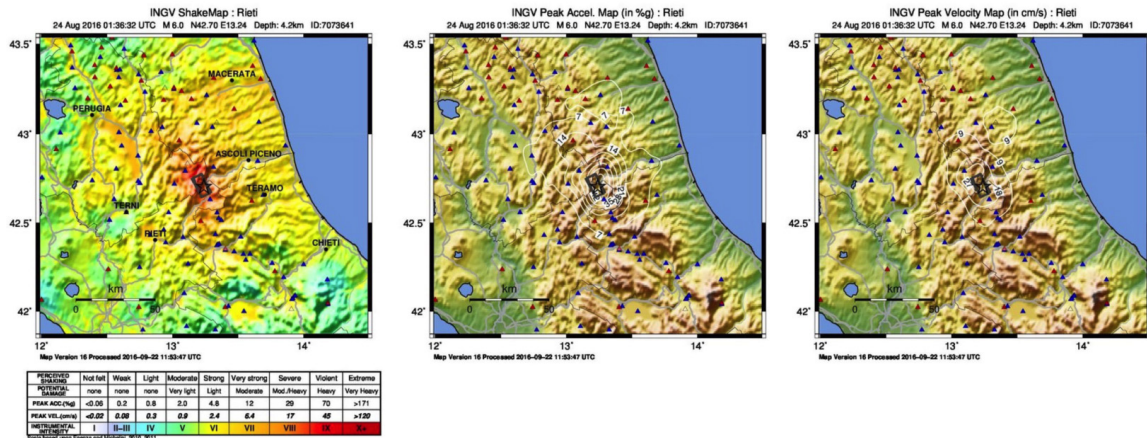 INGV ShakeMap : Rieti
24 Aug 2016 01:36:32 UTC M 6.0 N42.70 E13.24 Depth: 4.2km ID:7073641
43.5˚
43˚
42.5˚
42˚
MACERATA
PERUGIA
ASCOLI PICENO
TERAMO
TERNI
RIETI
CHIETI
km
0 50
12˚ 13˚ 14˚
Map Version 16 Processed 2016-09-22 11:53:47 UTC
INGV Peak Accel. Map (in %g) : Rieti
24 Aug 2016 01:36:32 UTC M 6.0 N42.70 E13.24 Depth: 4.2km ID:7073641
43.5˚
43˚
42.5˚
42˚
7
7
7
14
14
21
35
7
km
0 50
12˚ 13˚ 14˚
Map Version 16 Processed 2016-09-22 11:53:47 UTC
INGV Peak Velocity Map (in cm/s) : Rieti
24 Aug 2016 01:36:32 UTC M 6.0 N42.70 E13.24 Depth: 4.2km ID:7073641
43.5˚
43˚
42.5˚
42˚
9
9
9
27
18
km
0 50
12˚ 13˚ 14˚
Map Version 16 Processed 2016-09-22 11:53:47 UTC
PERCEIVED SHAKING Not felt Weak Light Moderate Strong Very strong Severe Violent Extreme
POTENTIAL DAMAGE none none none Very light Light Moderate Mod./Heavy Heavy Very Heavy
PEAK ACC.(%g) <0.06 0.2 0.8 2.0 4.8 12 29 70 >171
PEAK VEL.(cm/s) <0.02 0.08 0.3 0.9 2.4 6.4 17 45 >120
INSTRUMENTAL INTENSITY I II-III IV V VI VII VIII IX X+